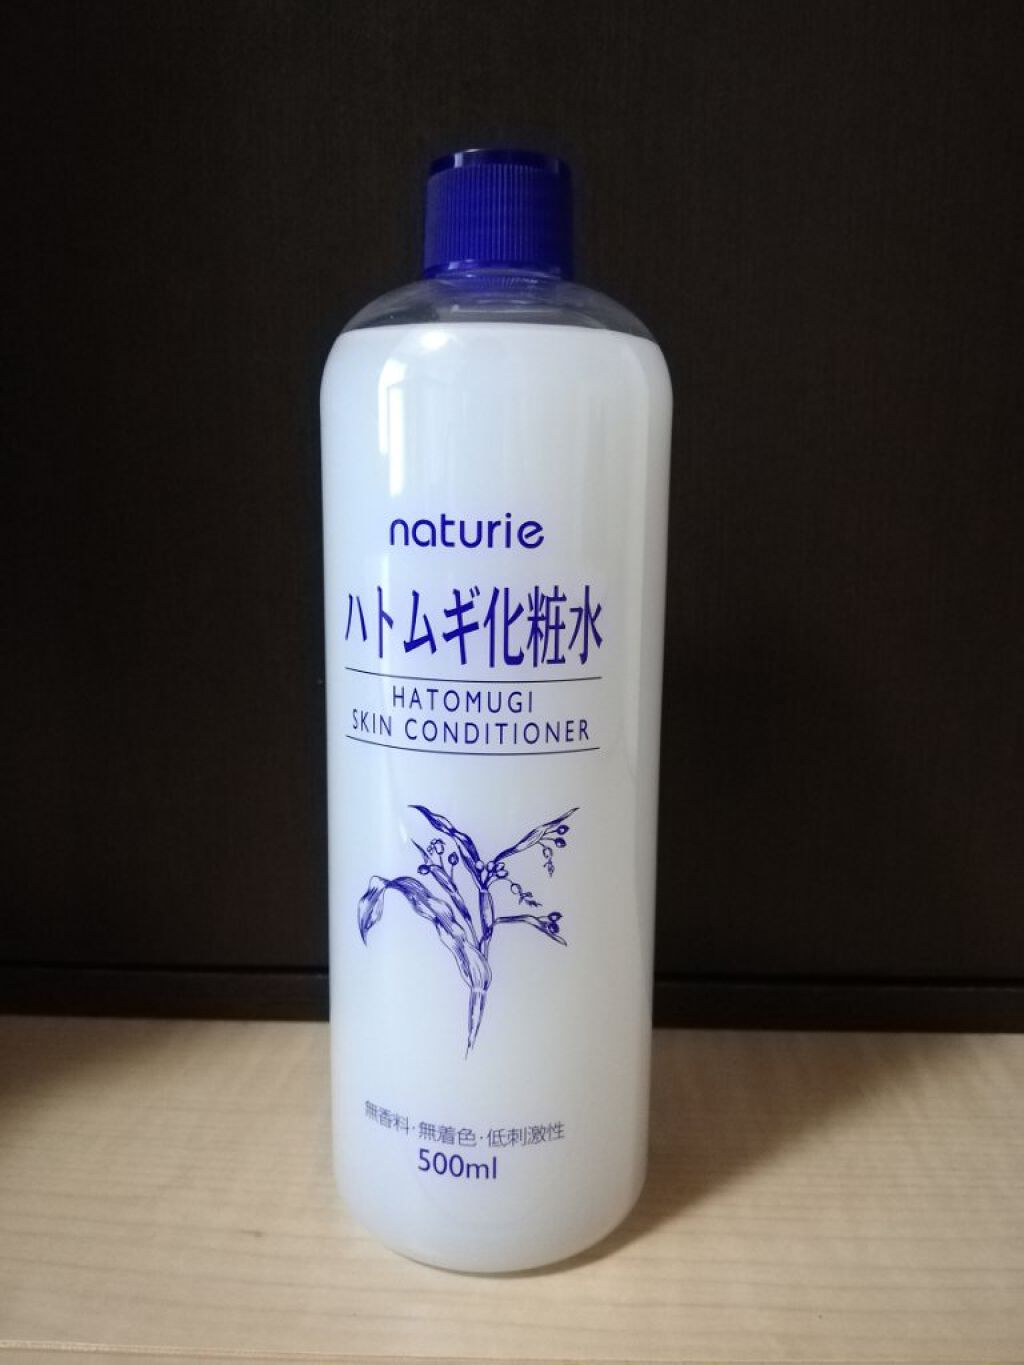 naturie
ハトムギ化粧水
HATOMUGI
SKIN CONDITIONER
無香料・無着色・低刺激性
500ml